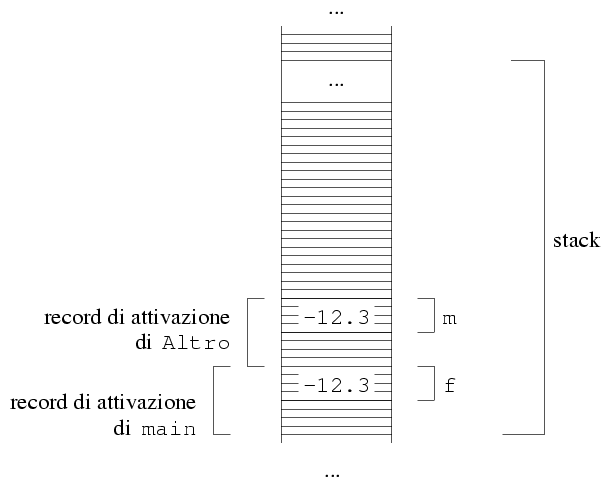 ...
...
stack
record di attivazione
di Altro
-12.3
m
record di attivazione
di main
-12.3
f
...